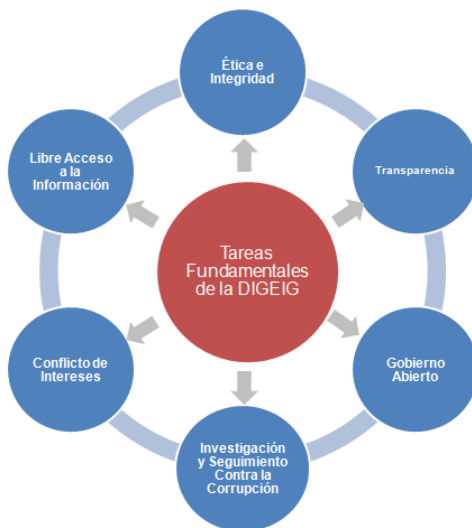 Ética e
Integridad
Libre Acceso
a la
Información
Transparencia
Tareas
Fundamentales
de la DIGEIG
Conflicto de
Intereses
Gobierno
Abierto
Investigación
y Seguimiento
Contra la
Corrupción